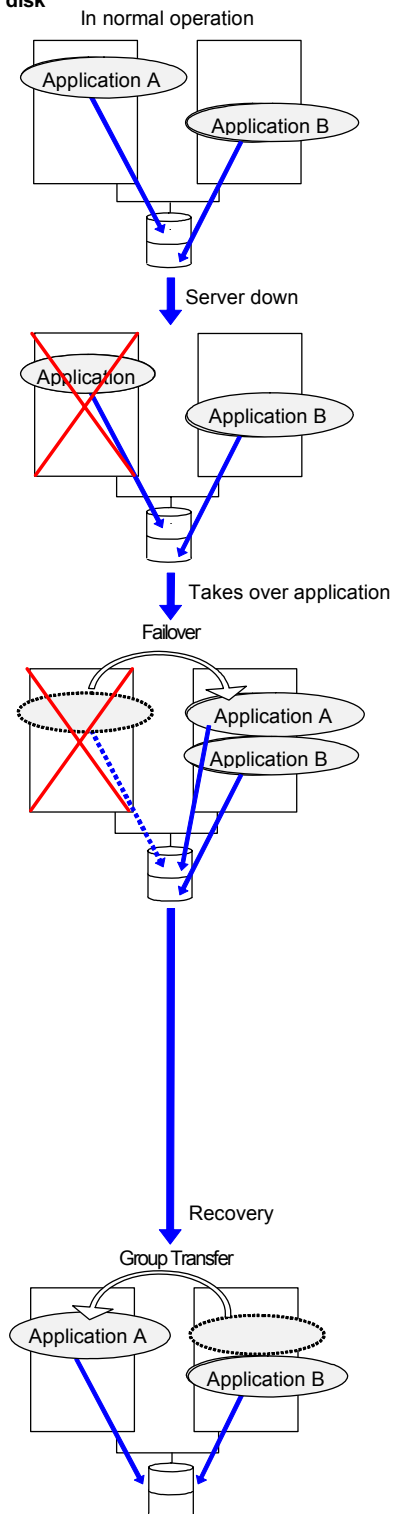 disk
In normal operation
Application A
Application B
Server down
Application
Application B
Takes over application
Failover
Application A
Application B
Recovery
Group Transfer
Application A
Application B